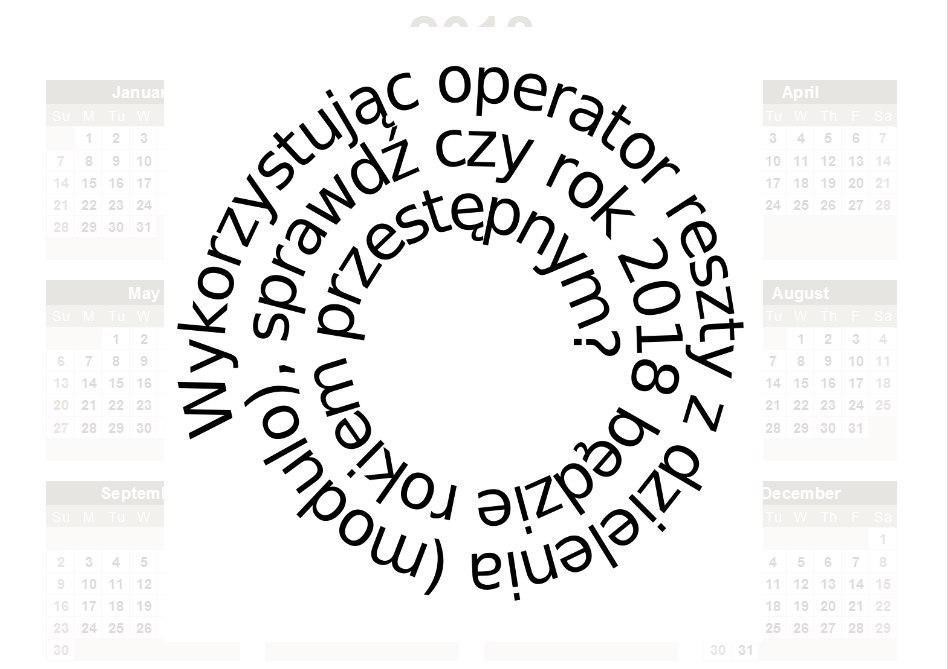 2018
Wykorzystując operator reszty z dzielenia (modulo), sprawdź czy rok 2018 będzie rokiem przestępnym?
April
Su M Tu W
Tu W Th F Sa
1 2 3
3 4 5 6 7
7 8 9 10
10 11 12 13 14
14 15 16 17
17 18 19 20 21
21 22 23 24
24 25 26 27 28
28 29 30 31
May
August
Su M Tu W
Tu W Th F Sa
1 2
1 2 3 4
6 7 8 9
7 8 9 10 11
13 14 15 16
14 15 16 17 18
20 21 22 23
21 22 23 24 25
27 28 29 30
28 29 30 31
December
Su M Tu W
Tu W Th F Sa
1
2 3 4 5
4 5 6 7 8
9 10 11 12
11 12 13 14 15
16 17 18 19
18 19 20 21 22
23 24 25 26
25 26 27 28 29
30
30 31